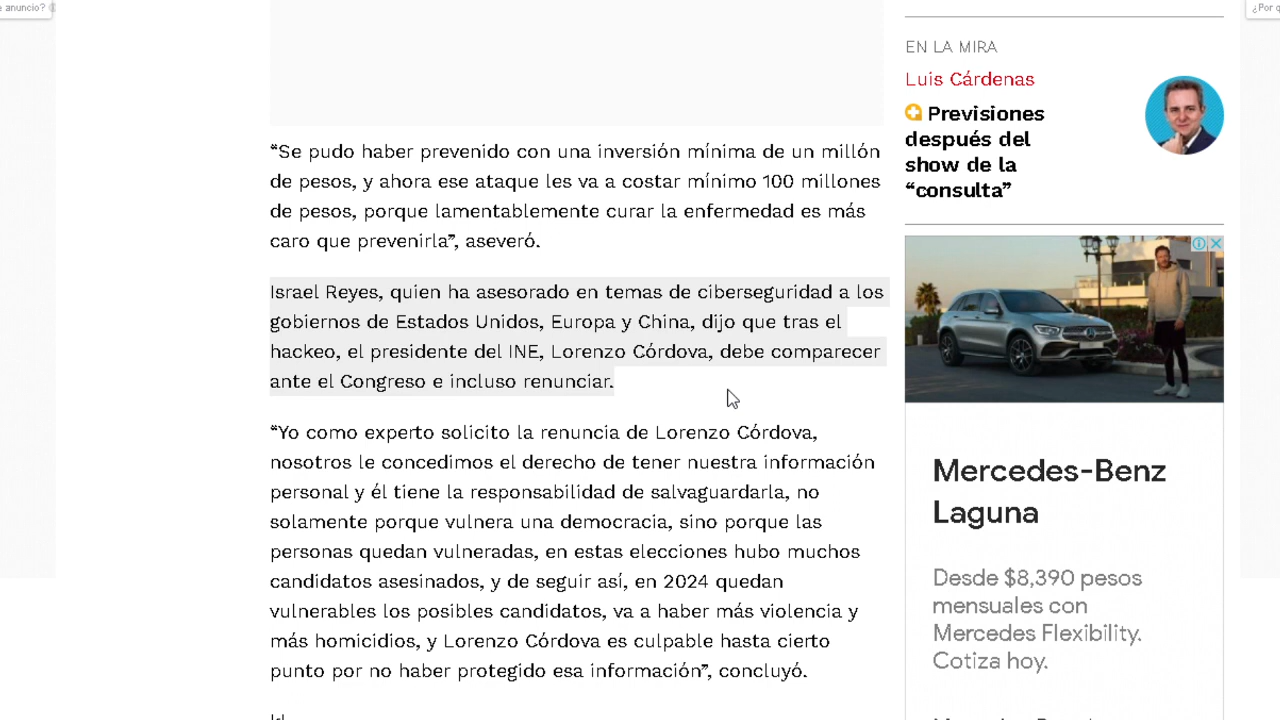 e anuncio?
¿Por q
“Se pudo haber prevenido con una inversión mínima de un millón
de pesos, y ahora ese ataque les va a costar mínimo 100 millones
de pesos, porque lamentablemente curar la enfermedad es más
caro que prevenirla”, aseveró.
Israel Reyes, quien ha asesorado en temas de ciberseguridad a los
gobiernos de Estados Unidos, Europa y China, dijo que tras el
hackeo, el presidente del INE, Lorenzo Córdova, debe comparecer
ante el Congreso e incluso renunciar.
“Yo como experto solicito la renuncia de Lorenzo Córdova,
nosotros le concedimos el derecho de tener nuestra información
personal y él tiene la responsabilidad de salvaguardarla, no
solamente porque vulnera una democracia, sino porque las
personas quedan vulneradas, en estas elecciones hubo muchos
candidatos asesinados, y de seguir así, en 2024 quedan
vulnerables los posibles candidatos, va a haber más violencia y
más homicidios, y Lorenzo Córdova es culpable hasta cierto
punto por no haber protegido esa información”, concluyó.
EN LA MIRA
Luis Cárdenas
Previsiones
después del
show de la
“consulta”
Mercedes-Benz
Laguna
Desde $8,390 pesos
mensuales con
Mercedes Flexibility.
Cotiza hoy.